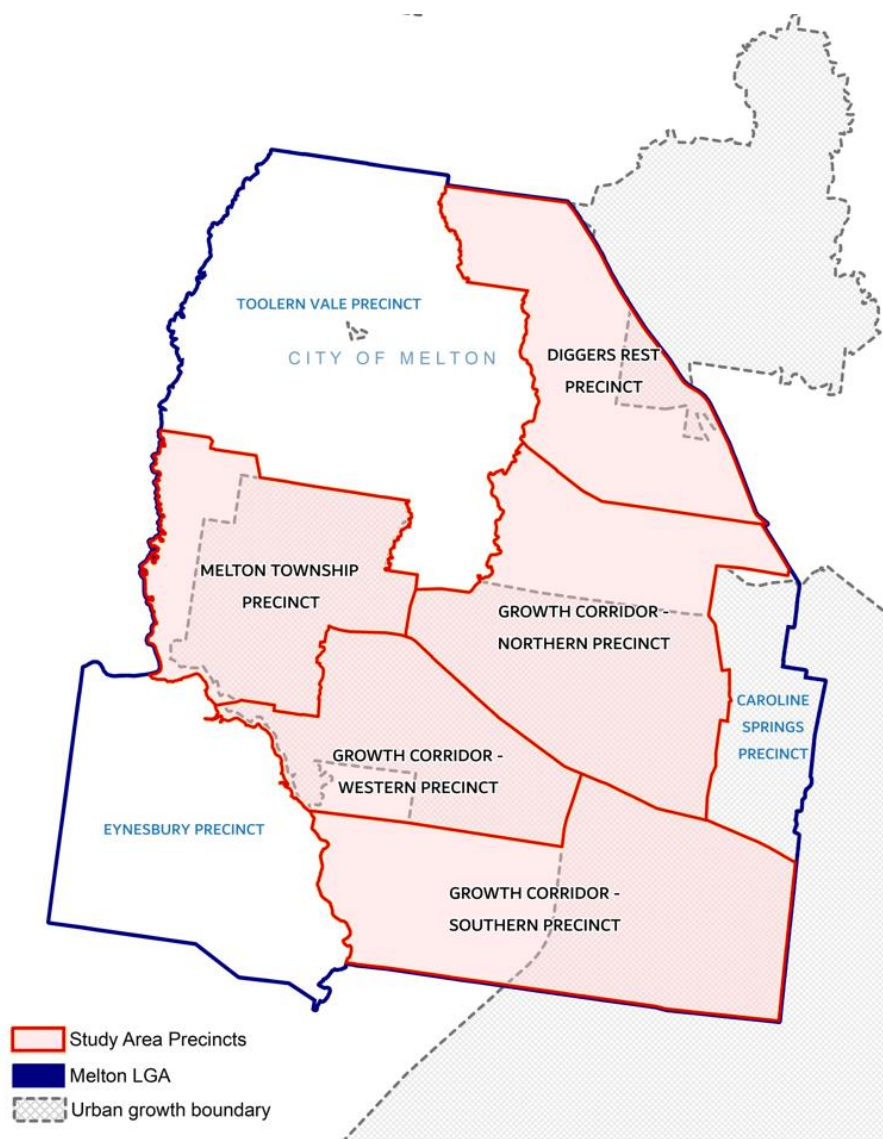 TOOLERN VALE PRECINCT
CITY OF MELTON
DIGGERS REST
PRECINCT
MELTON TOWNSHIP
PRECINCT
GROWTH CORRIDOR -
NORTHERN PRECINCT
CAROLINE
SPRINGS
PRECINCT
GROWTH CORRIDOR -
WESTERN PRECINCT
EYNESBURY PRECINCT
GROWTH CORRIDOR -
SOUTHERN PRECINCT
Study Area Precincts
Melton LGA
Urban growth boundary